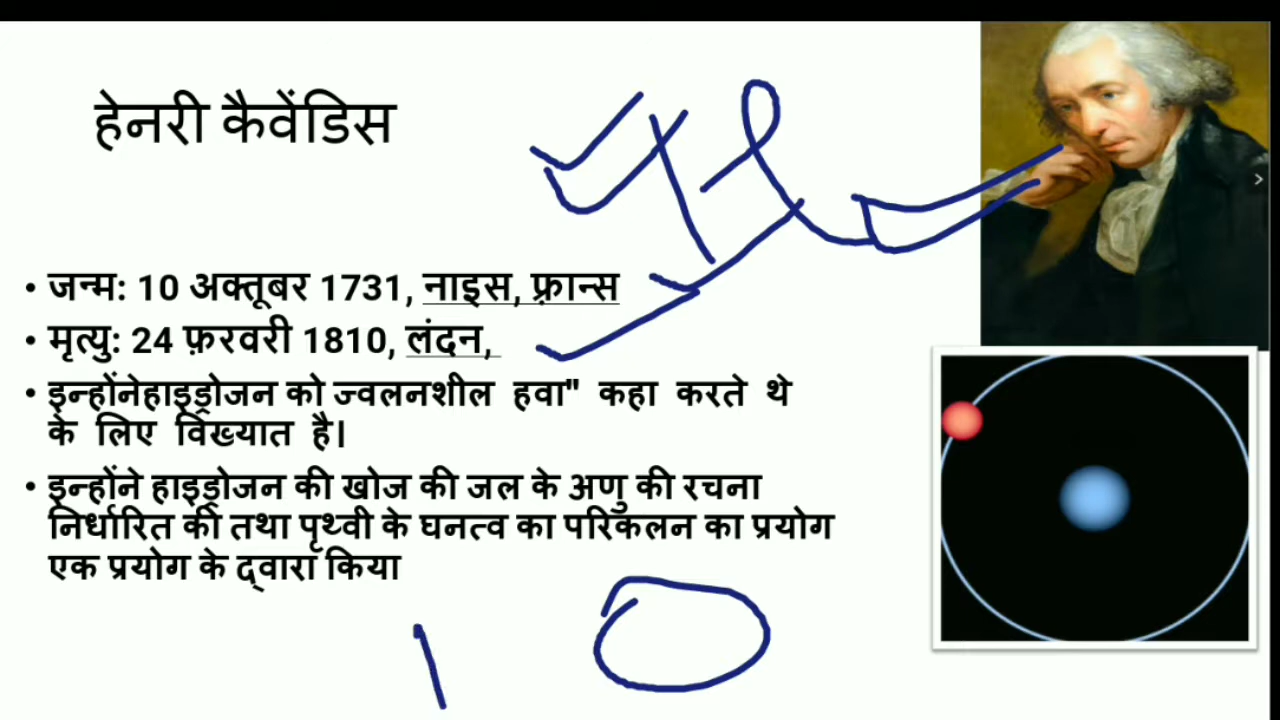 हेनरी कैवेंडिस
• जन्म: 10 अक्तूबर 1731, नाइस, फ़्रान्स
• मृत्यु: 24 फ़रवरी 1810, लंदन,
• इन्होंनेहाइड्रोजन को ज्वलनशील हवा" कहा करते थे
के लिए विख्यात है।
• इन्होंने हाइड्रोजन की खोज की जल के अणु की रचना
निर्धारित की तथा पृथ्वी के घनत्व का परिकलन का प्रयोग
एक प्रयोग के द्वारा किया